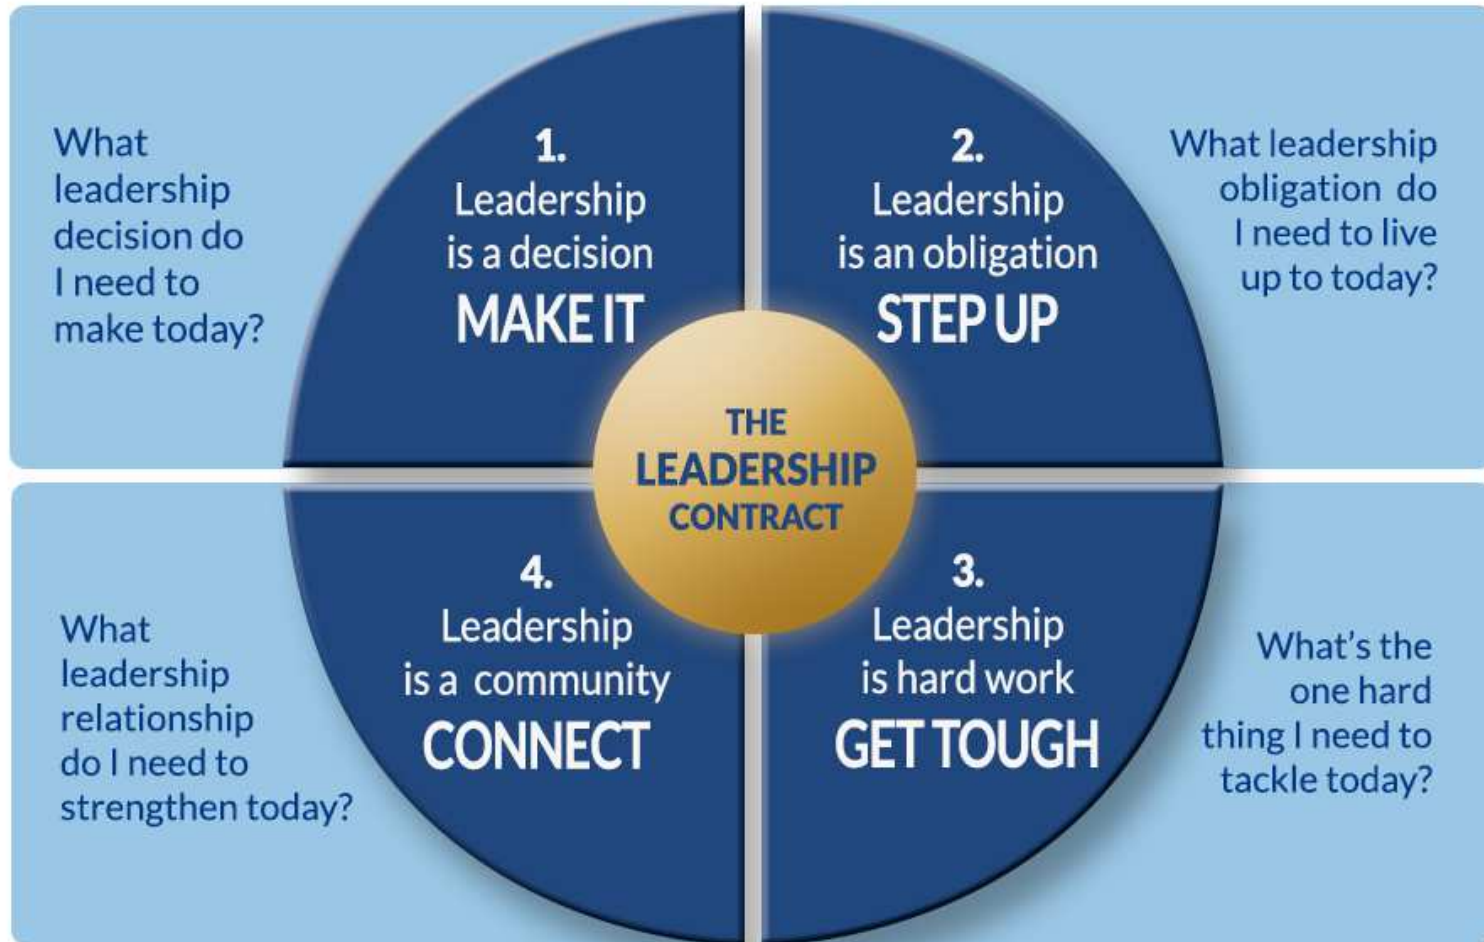 What
leadership
decision do
I need to
make today?
1.
Leadership
is a decision
MAKE IT
2.
Leadership
is an obligation
STEP UP
What leadership
obligation do
I need to live
up to today?
THE
LEADERSHIP
CONTRACT
What
leadership
relationship
do I need to
strengthen today?
4.
Leadership
is a community
CONNECT
3.
Leadership
is hard work
GET TOUGH
What’s the
one hard
thing I need to
tackle today?